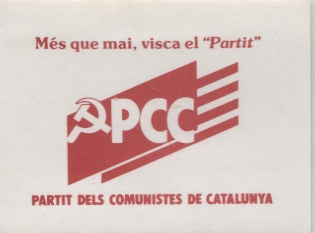 Més que mai, visca el "Partit"
PCC
PARTIT DELS COMUNISTES DE CATALUNYA